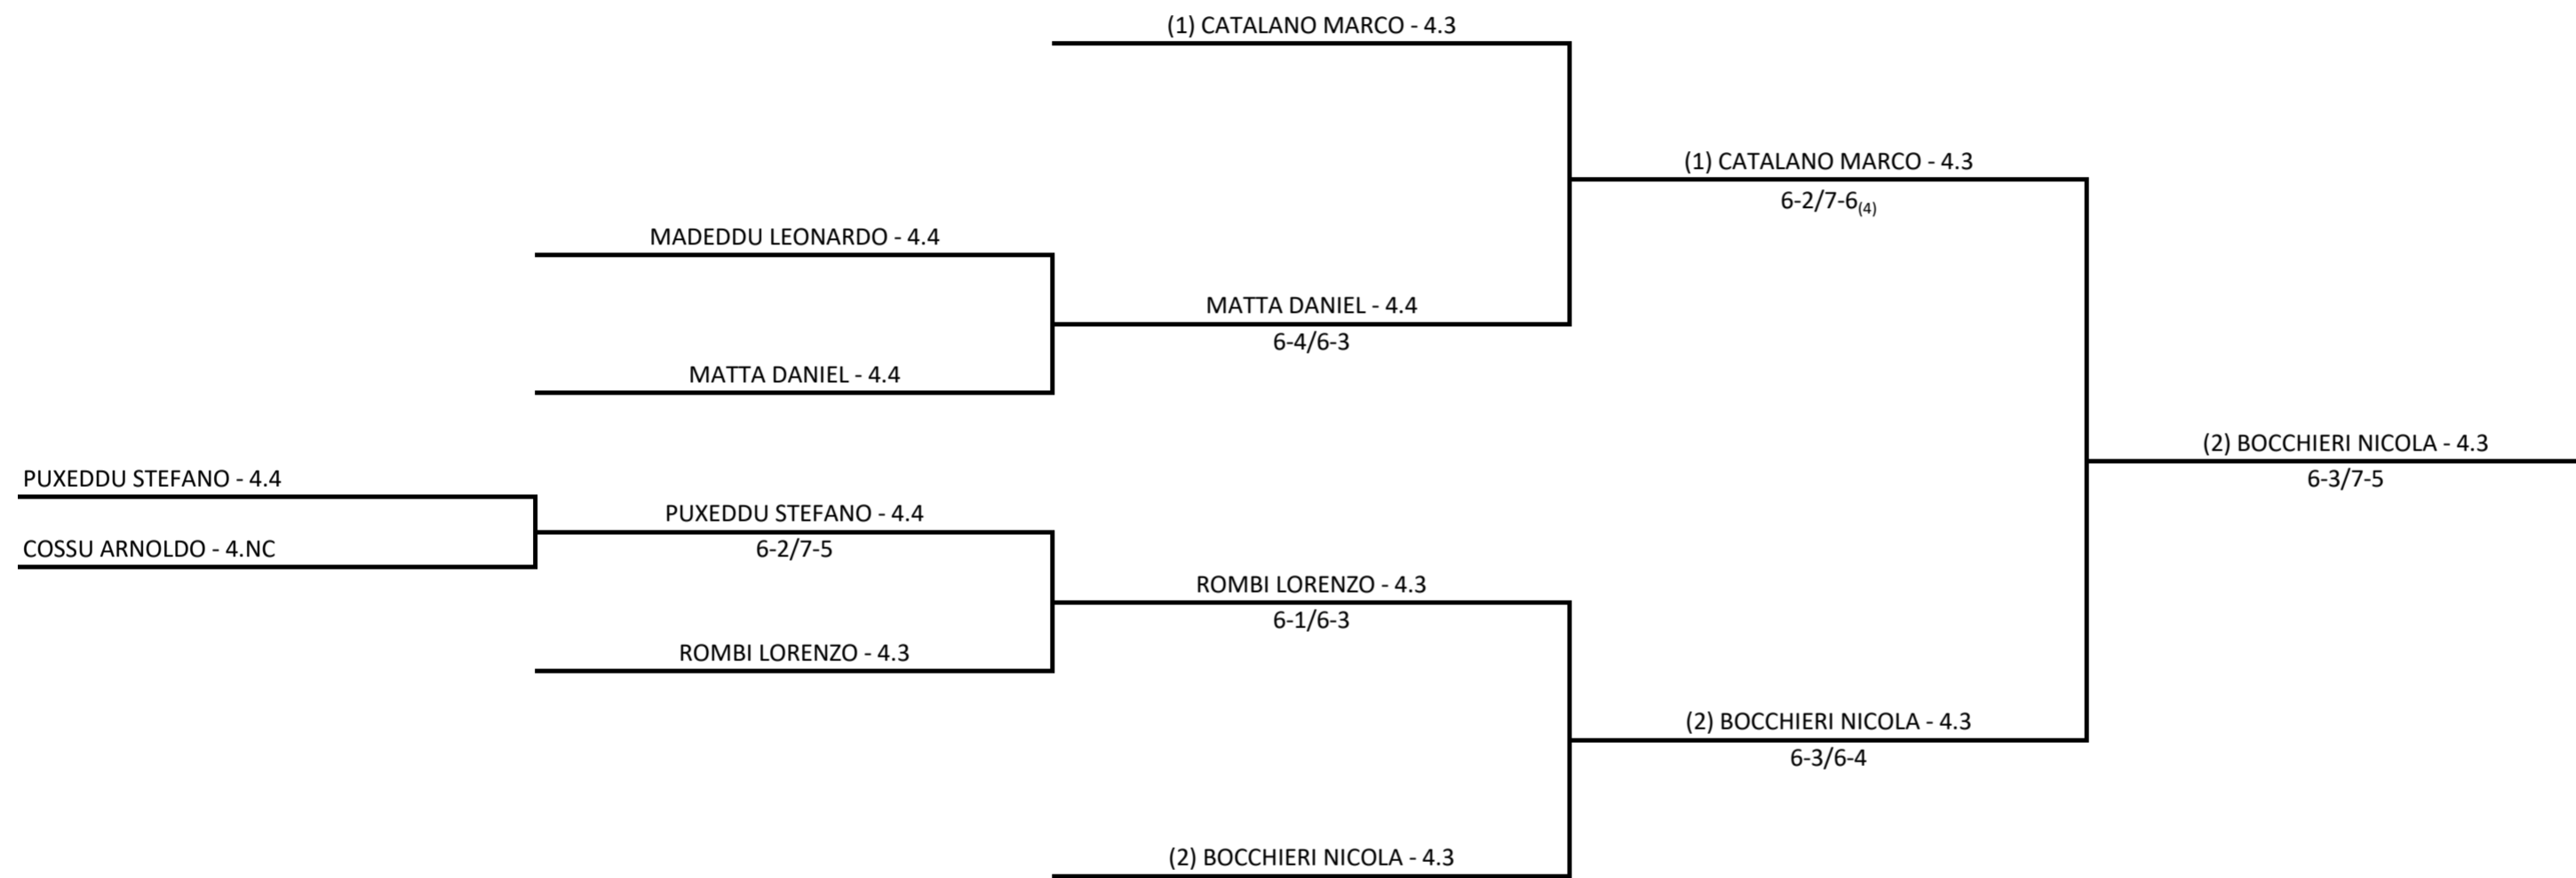 (1) CATALANO MARCO - 4.3
(1) CATALANO MARCO - 4.3
6-2/7-6(4)
MADEDDU LEONARDO - 4.4
MATTA DANIEL - 4.4
6-4/6-3
MATTA DANIEL - 4.4
(2) BOCCHIERI NICOLA - 4.3
6-3/7-5
PUXEDDU STEFANO - 4.4
PUXEDDU STEFANO - 4.4
6-2/7-5
COSSU ARNOLDO - 4.NC
ROMBI LORENZO - 4.3
6-1/6-3
ROMBI LORENZO - 4.3
(2) BOCCHIERI NICOLA - 4.3
6-3/6-4
(2) BOCCHIERI NICOLA - 4.3